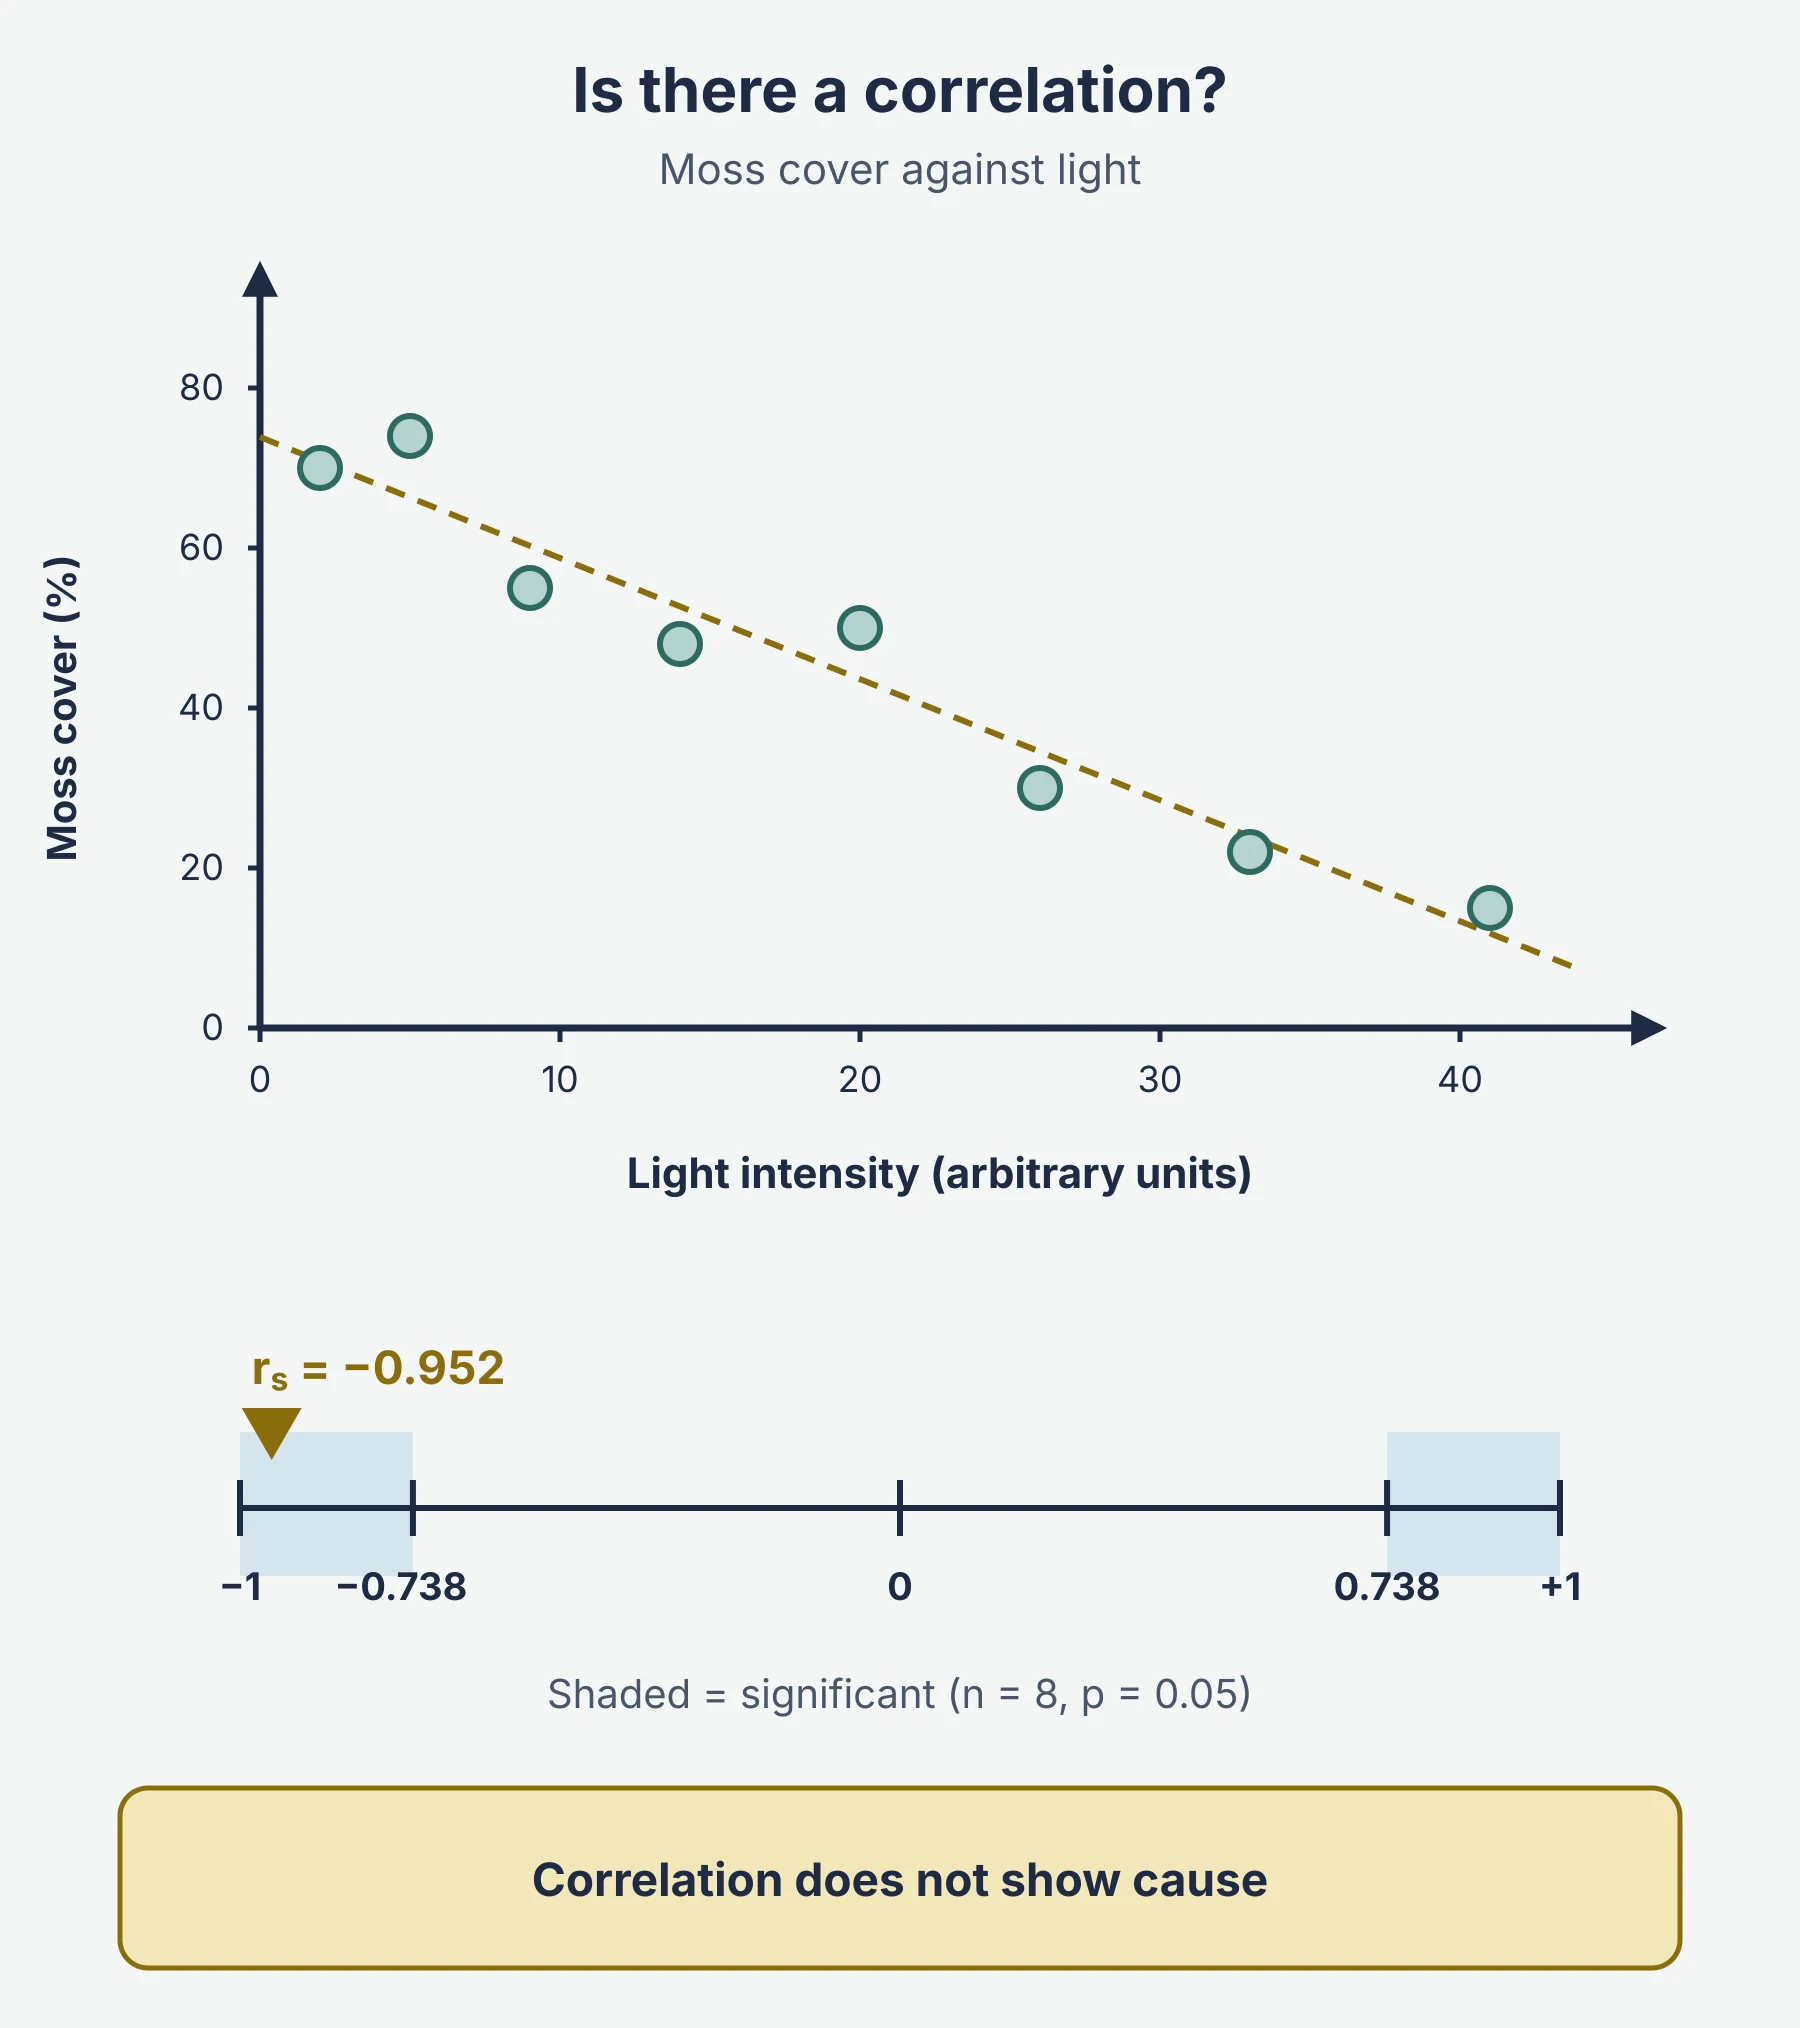 Is there a correlation?
Moss cover against light
80
60
40
20
0
Moss cover (%)
0 10 20 30 40
Light intensity (arbitrary units)
rₛ = −0.952
−1 −0.738 0 0.738 +1
Shaded = significant (n = 8, p = 0.05)
Correlation does not show cause